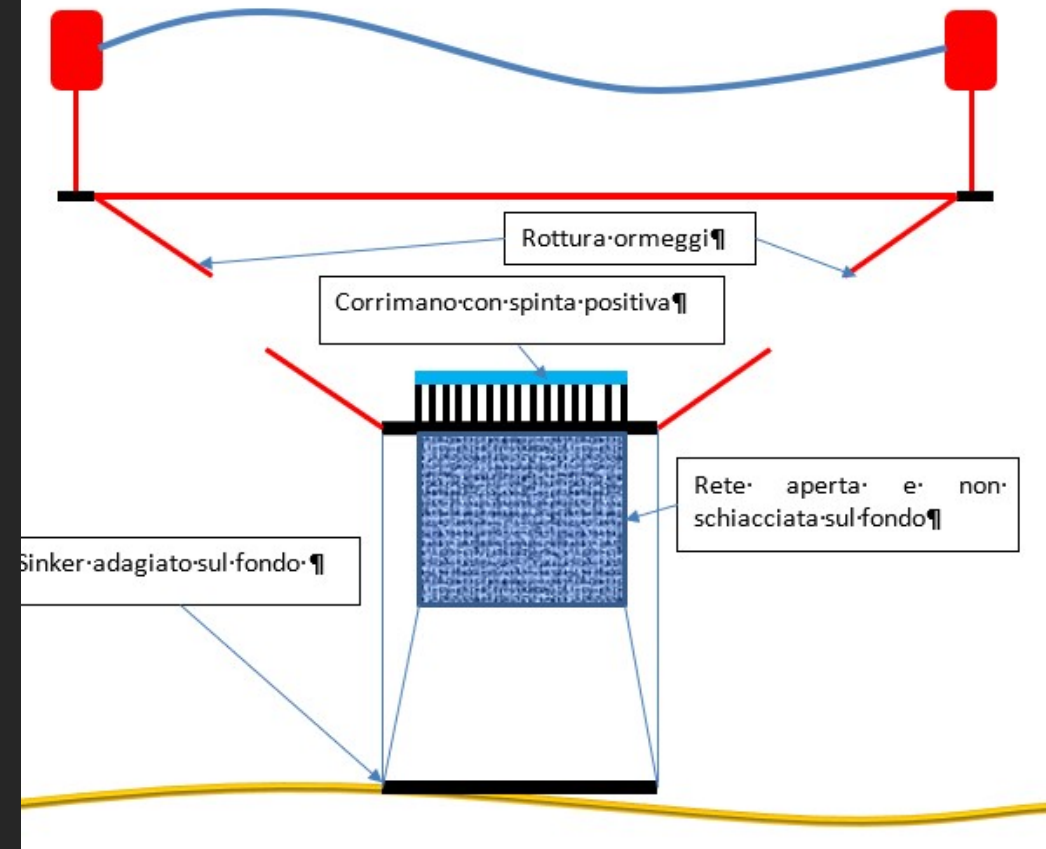 Rottura·ormeggi¶
Corrimano·con·spinta·positiva¶
Rete· aperta· e· non·
schiacciata·sul·fondo¶
Sinker·adagiato·sul·fondo·¶